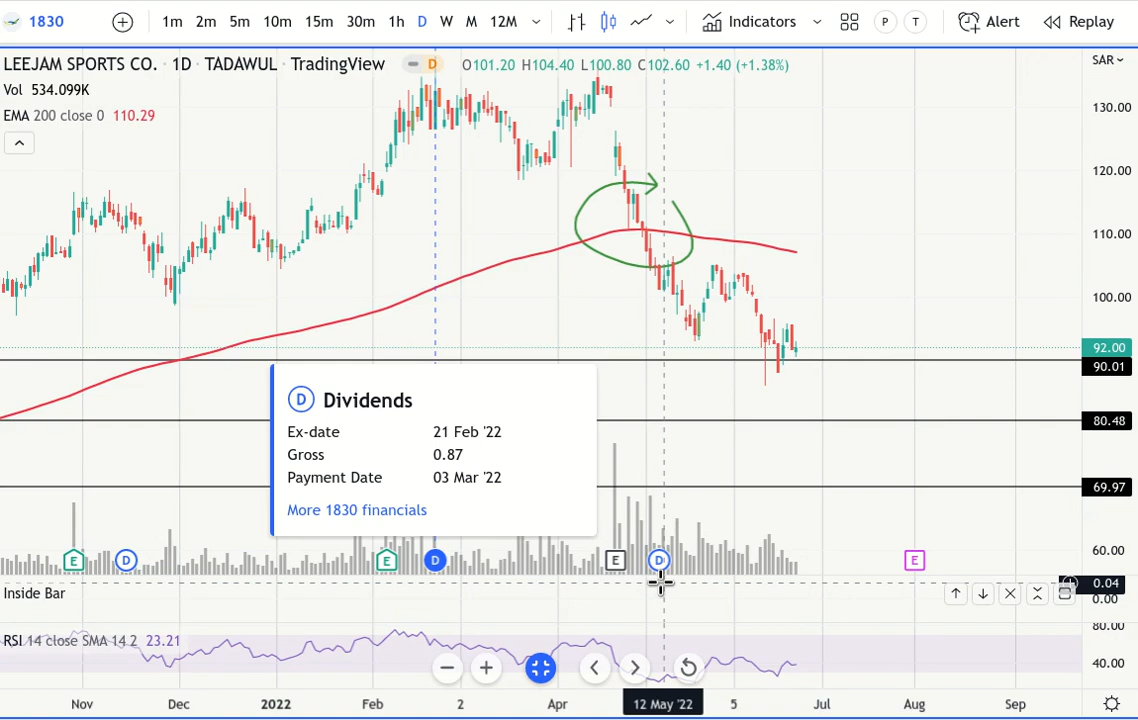 1830 1m 2m 5m 10m 15m 30m 1h D W M 12M Indicators P T Alert Replay
LEEJAM SPORTS CO. · 1D · TADAWUL · TradingView D O101.20 H104.40 L100.80 C102.60 +1.40 (+1.38%) SAR
Vol 534.099K
EMA 200 close 0 110.29
130.00
120.00
110.00
100.00
92.00
90.01
80.48
69.97
60.00
D Dividends
Ex-date 21 Feb '22
Gross 0.87
Payment Date 03 Mar '22
More 1830 financials
E D E D E D E
0.04
Inside Bar 0.00
80.00
RSI 14 close SMA 14 2 23.21
40.00
Nov Dec 2022 Feb 2 Apr 12 May '22 5 Jul Aug Sep